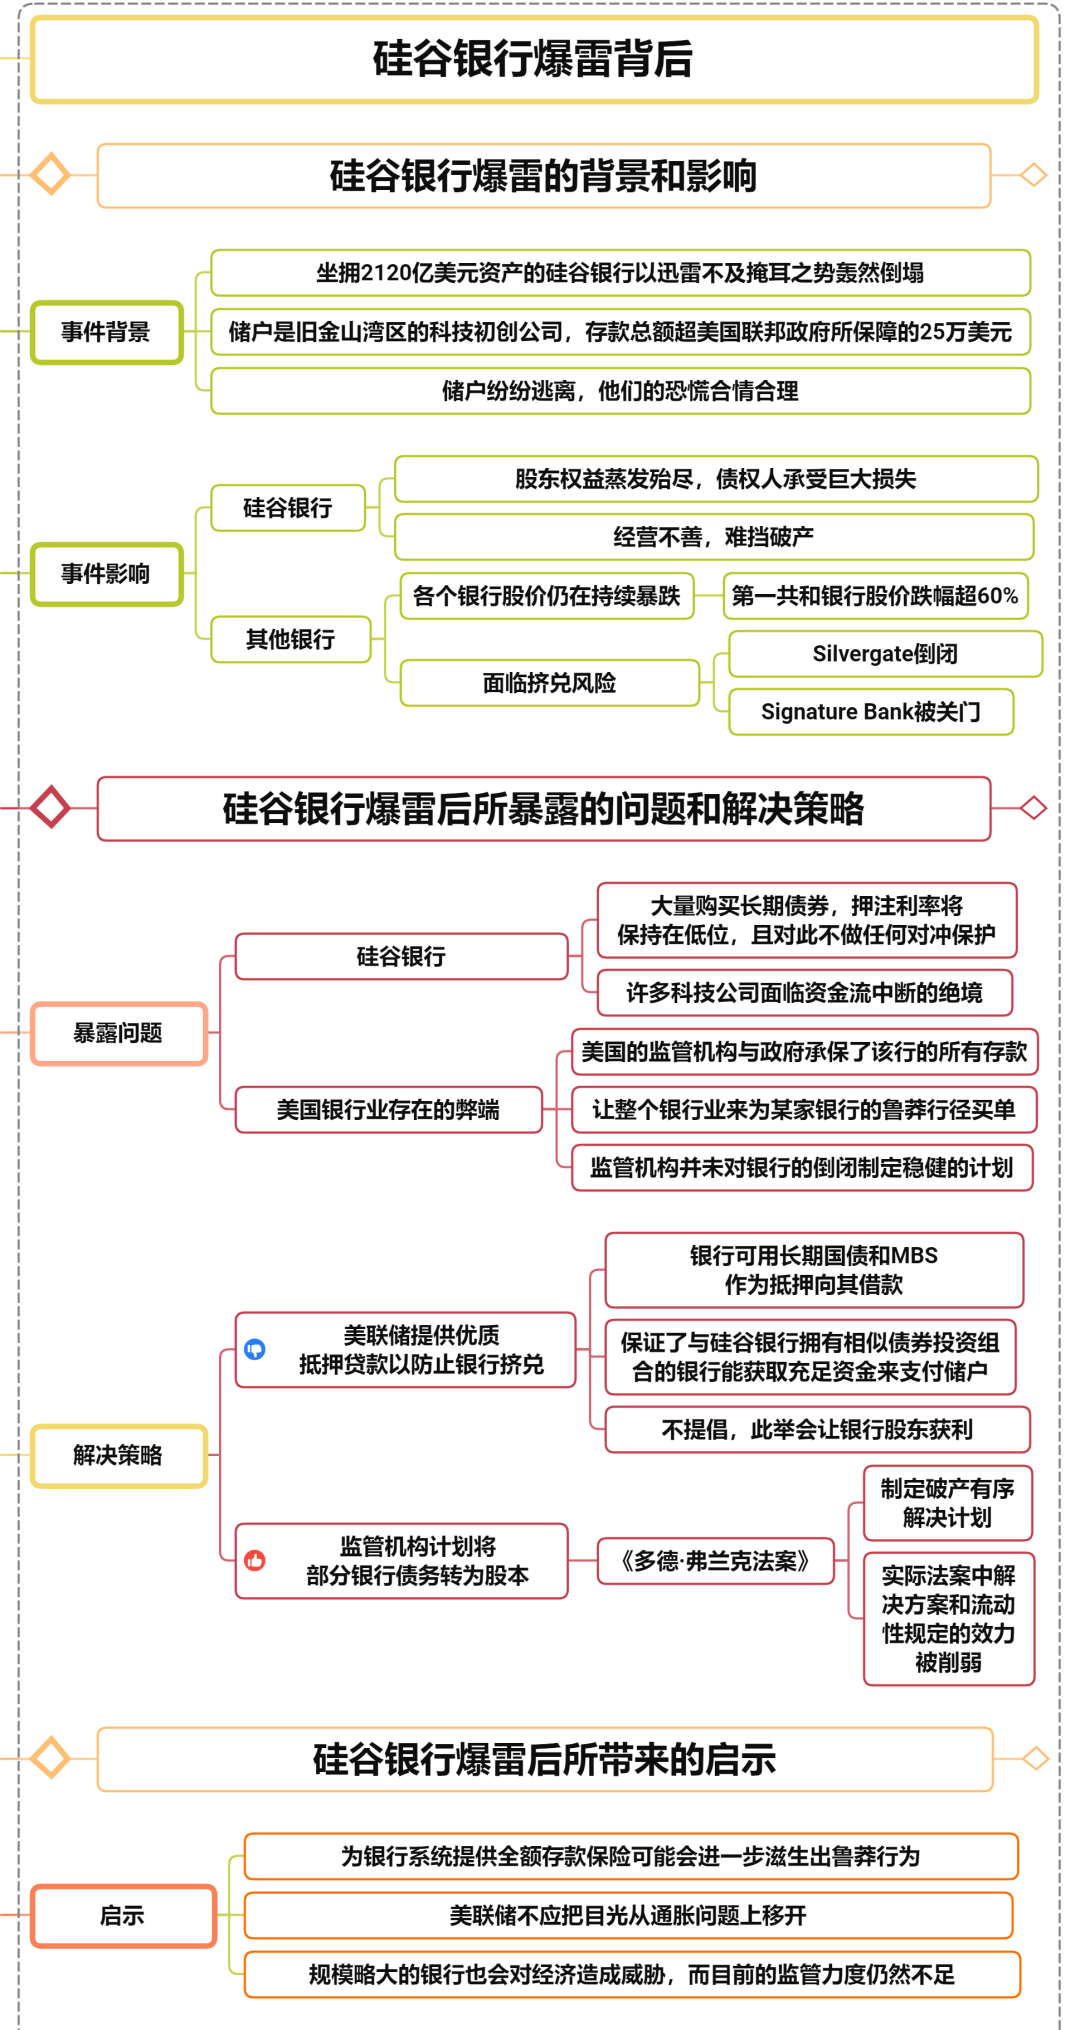 硅谷银行爆雷背后
硅谷银行爆雷的背景和影响
事件背景
坐拥2120亿美元资产的硅谷银行以迅雷不及掩耳之势轰然倒塌
储户是旧金山湾区的科技初创公司，存款总额超美国联邦政府所保障的25万美元
储户纷纷逃离，他们的恐慌合情合理
事件影响
硅谷银行
股东权益蒸发殆尽，债权人承受巨大损失
经营不善，难挡破产
其他银行
各个银行股价仍在持续暴跌
第一共和银行股价跌幅超60%
面临挤兑风险
Silvergate倒闭
Signature Bank被关门
硅谷银行爆雷后所暴露的问题和解决策略
暴露问题
硅谷银行
大量购买长期债券，押注利率将
保持在低位，且对此不做任何对冲保护
许多科技公司面临资金流中断的绝境
美国银行业存在的弊端
美国的监管机构与政府承保了该行的所有存款
让整个银行业来为某家银行的鲁莽行径买单
监管机构并未对银行的倒闭制定稳健的计划
解决策略
美联储提供优质
抵押贷款以防止银行挤兑
银行可用长期国债和MBS
作为抵押向其借款
保证了与硅谷银行拥有相似债券投资组
合的银行能获取充足资金来支付储户
不提倡，此举会让银行股东获利
监管机构计划将
部分银行债务转为股本
《多德·弗兰克法案》
制定破产有序
解决计划
实际法案中解
决方案和流动
性规定的效力
被削弱
硅谷银行爆雷后所带来的启示
启示
为银行系统提供全额存款保险可能会进一步滋生出鲁莽行为
美联储不应把目光从通胀问题上移开
规模略大的银行也会对经济造成威胁，而目前的监管力度仍然不足